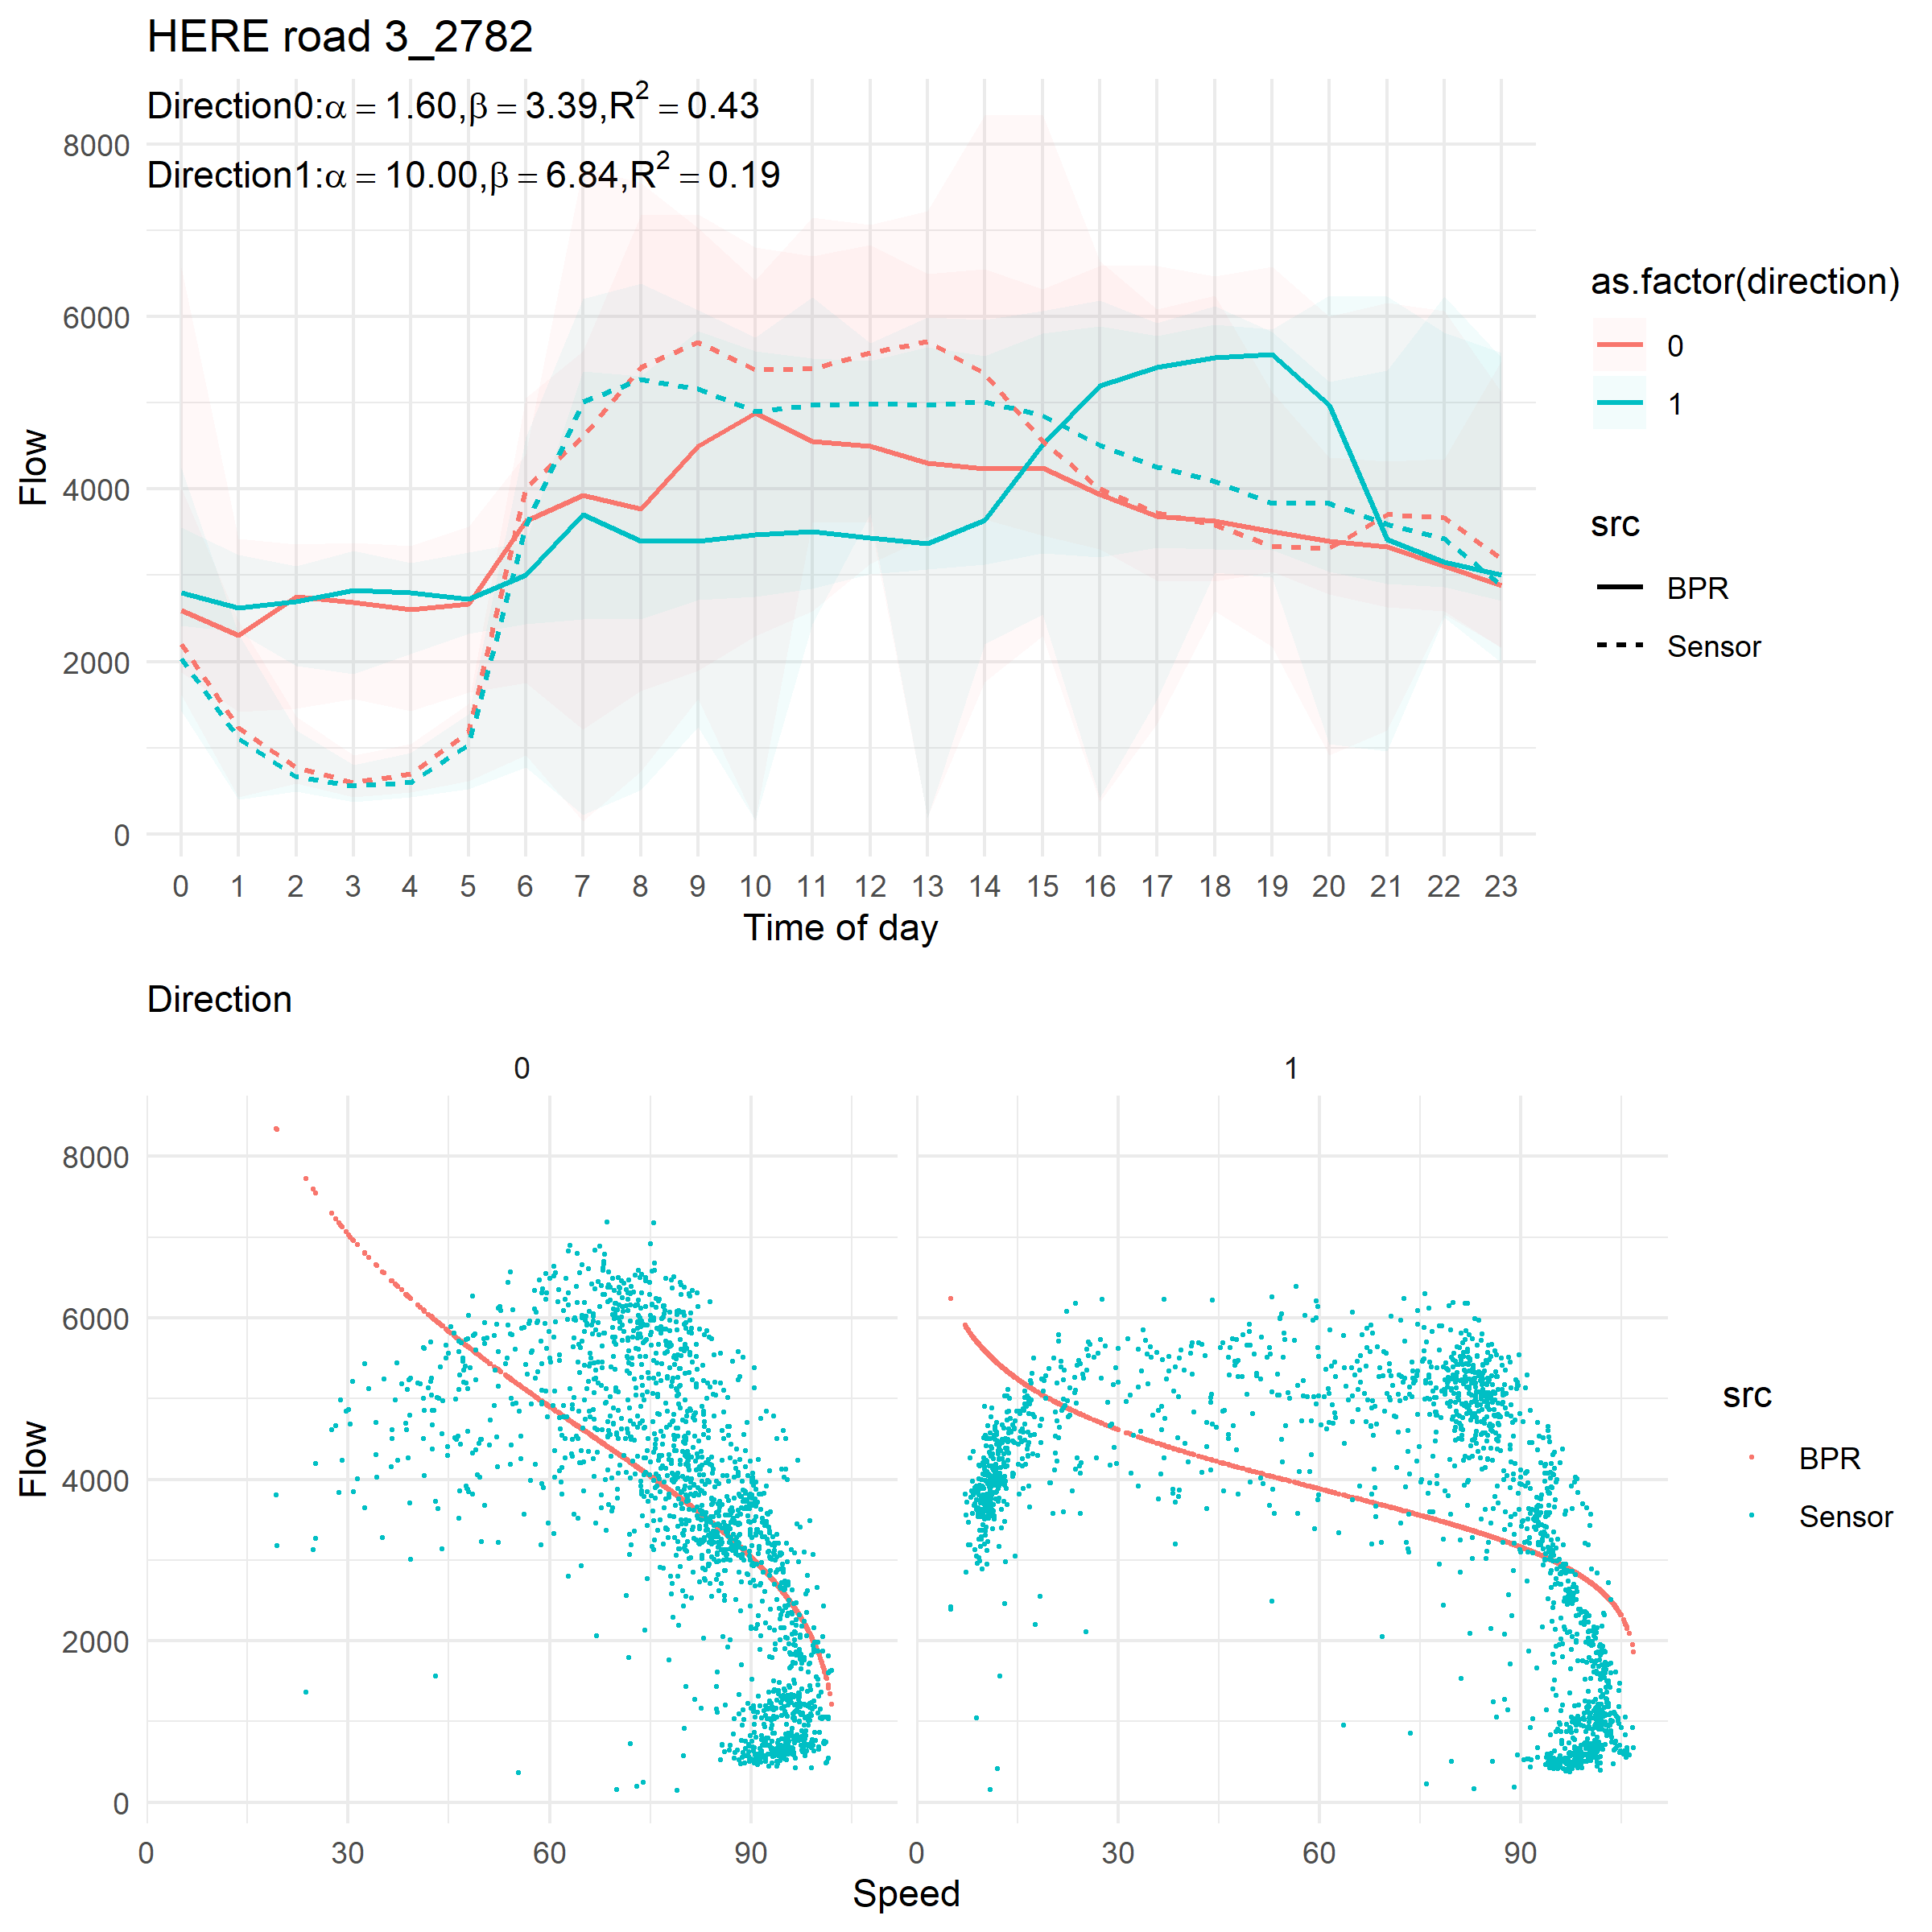 HERE road 3_2782
Direction0:α = 1.60,β = 3.39,R² = 0.43
Direction1:α = 10.00,β = 6.84,R² = 0.19
8000
6000
4000
2000
0
Flow
0 1 2 3 4 5 6 7 8 9 10 11 12 13 14 15 16 17 18 19 20 21 22 23
Time of day
as.factor(direction)
0
1
src
BPR
Sensor
Direction
0 1
8000
6000
4000
2000
0
Flow
0 30 60 90 0 30 60 90
Speed
src
BPR
Sensor